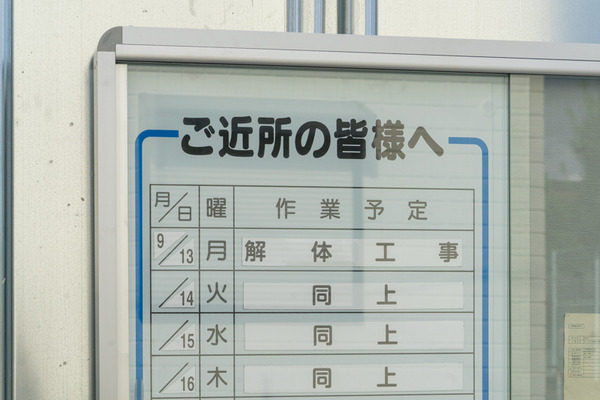 ご近所の皆様へ
月/日 曜 作業予定
9/13 月 解体工事
/14 火 同上
/15 水 同上
/16 木 同上